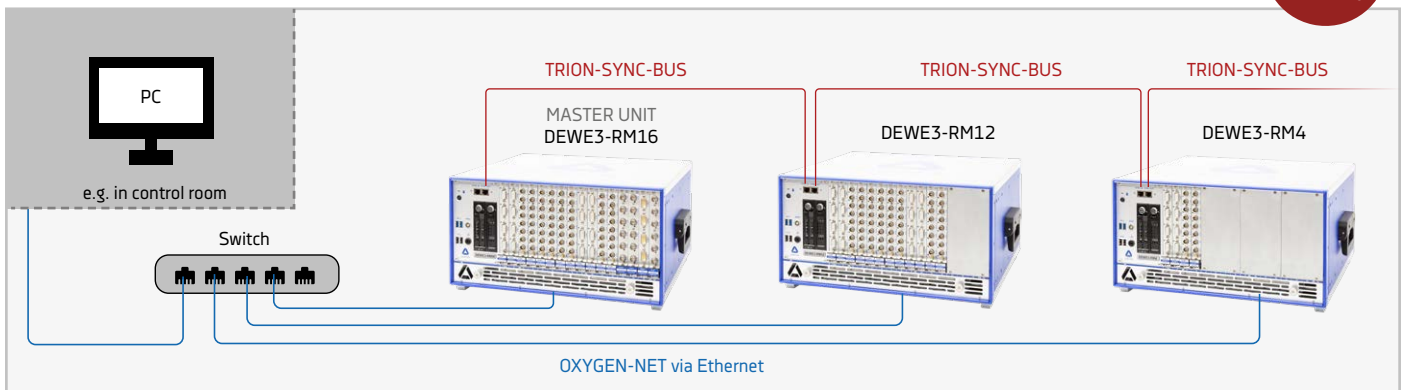 PC
e.g. in control room
Switch
TRION-SYNC-BUS
TRION-SYNC-BUS
TRION-SYNC-BUS
MASTER UNIT
DEWE3-RM16
DEWE3-RM12
DEWE3-RM4
OXYGEN-NET via Ethernet